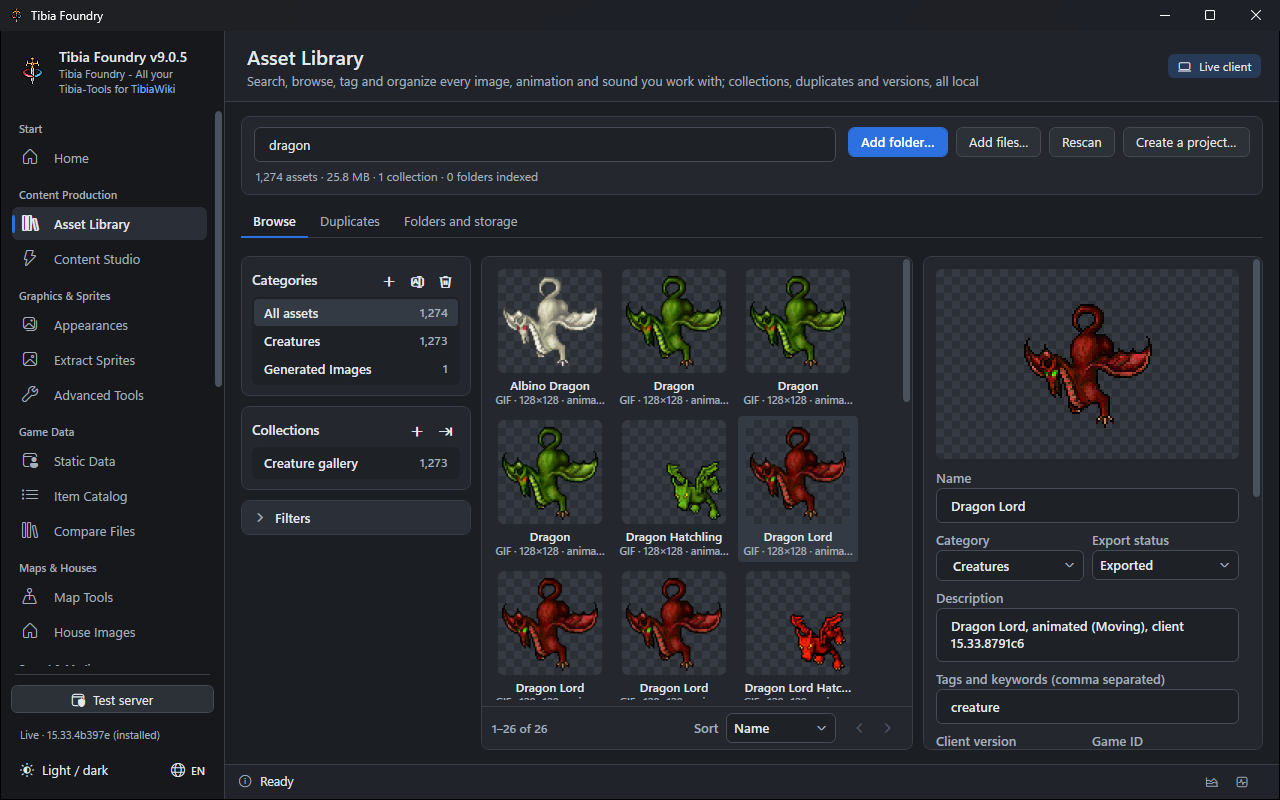 Tibia Foundry
Tibia Foundry v9.0.5
Tibia Foundry - All your
Tibia-Tools for TibiaWiki
Start
Home
Content Production
Asset Library
Content Studio
Graphics & Sprites
Appearances
Extract Sprites
Advanced Tools
Game Data
Static Data
Item Catalog
Compare Files
Maps & Houses
Map Tools
House Images
Test server
Live · 15.33.4b397e (installed)
Light / dark
EN
Asset Library
Search, browse, tag and organize every image, animation and sound you work with; collections, duplicates and versions, all local
Live client
dragon
Add folder...
Add files...
Rescan
Create a project...
1,274 assets · 25.8 MB · 1 collection · 0 folders indexed
Browse
Duplicates
Folders and storage
Categories
All assets 1,274
Creatures 1,273
Generated Images 1
Collections
Creature gallery 1,273
Filters
Albino Dragon
GIF · 128×128 · anima...
Dragon
GIF · 128×128 · anima...
Dragon
GIF · 128×128 · anima...
Dragon
GIF · 128×128 · anima...
Dragon Hatchling
GIF · 128×128 · anima...
Dragon Lord
GIF · 128×128 · anima...
Dragon Lord
Dragon Lord
Dragon Lord Hatc...
1–26 of 26
Sort
Name
Name
Dragon Lord
Category
Creatures
Export status
Exported
Description
Dragon Lord, animated (Moving), client
15.33.8791c6
Tags and keywords (comma separated)
creature
Client version
Game ID
Ready